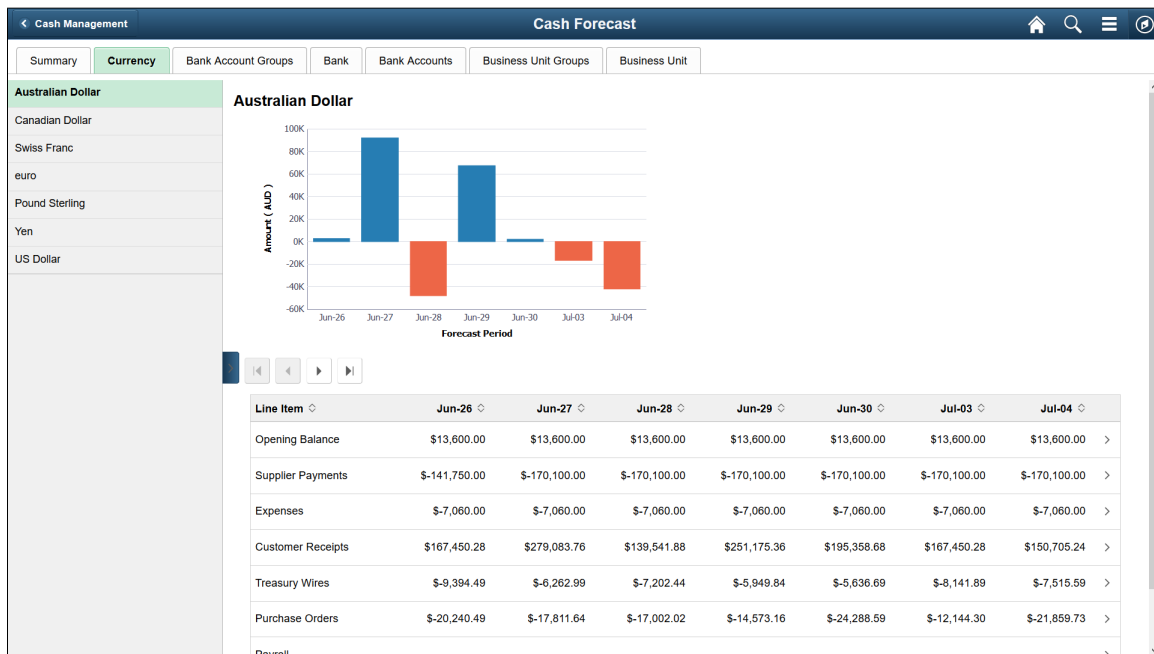 Cash Management
Cash Forecast
Summary Currency Bank Account Groups Bank Bank Accounts Business Unit Groups Business Unit
Australian Dollar
Canadian Dollar
Swiss Franc
euro
Pound Sterling
Yen
US Dollar
Australian Dollar
100K
80K
60K
40K
20K
0K
-20K
-40K
-60K
Amount ( AUD )
Jun-26 Jun-27 Jun-28 Jun-29 Jun-30 Jul-03 Jul-04
Forecast Period
Line Item Jun-26 Jun-27 Jun-28 Jun-29 Jun-30 Jul-03 Jul-04
Opening Balance $13,600.00 $13,600.00 $13,600.00 $13,600.00 $13,600.00 $13,600.00 $13,600.00
Supplier Payments $-141,750.00 $-170,100.00 $-170,100.00 $-170,100.00 $-170,100.00 $-170,100.00 $-170,100.00
Expenses $-7,060.00 $-7,060.00 $-7,060.00 $-7,060.00 $-7,060.00 $-7,060.00 $-7,060.00
Customer Receipts $167,450.28 $279,083.76 $139,541.88 $251,175.36 $195,358.68 $167,450.28 $150,705.24
Treasury Wires $-9,394.49 $-6,262.99 $-7,202.44 $-5,949.84 $-5,636.69 $-8,141.89 $-7,515.59
Purchase Orders $-20,240.49 $-17,811.64 $-17,002.02 $-14,573.16 $-24,288.59 $-12,144.30 $-21,859.73
Payroll